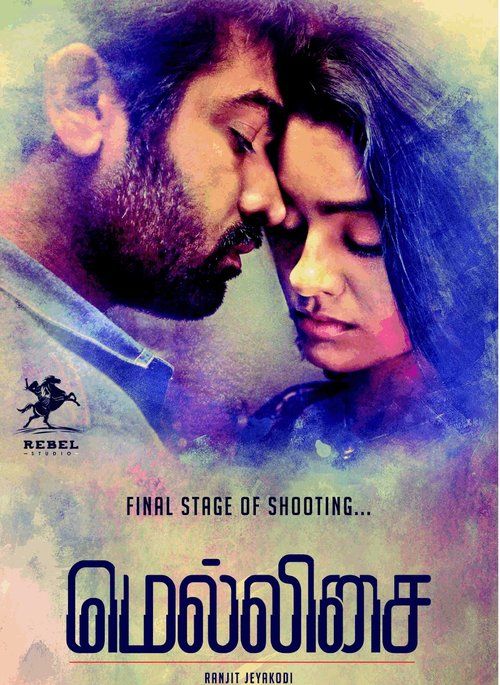 REBEL
STUDIO
FINAL STAGE OF SHOOTING...
மெல்லிசை
RANJIT JEYAKODI